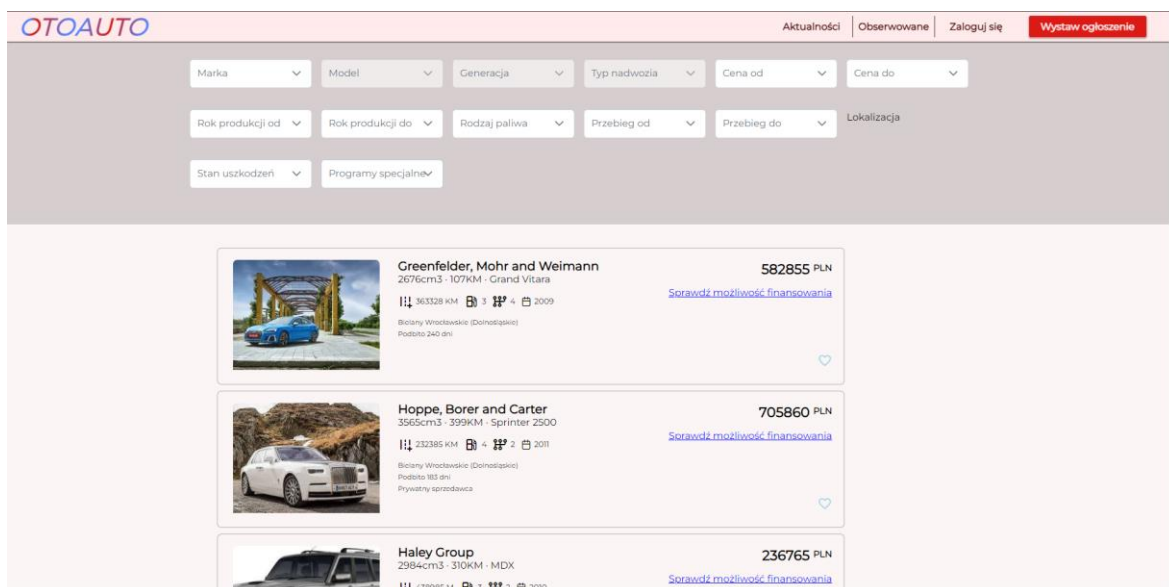 OTOAUTO
Aktualności Obserwowane Zaloguj się Wystaw ogłoszenie
Marka Model Generacja Typ nadwozia Cena od Cena do
Rok produkcji od Rok produkcji do Rodzaj paliwa Przebieg od Przebieg do Lokalizacja
Stan uszkodzeń Programy specjalne
Greenfelder, Mohr and Weimann 582855 PLN
2676cm3 · 107KM · Grand Vitara
Sprawdź możliwość finansowania
363328 KM 3 4 2009
Bielany Wrocławskie (Dolnośląskie)
Podbito 240 dni
Hoppe, Borer and Carter 705860 PLN
3565cm3 · 399KM · Sprinter 2500
Sprawdź możliwość finansowania
232385 KM 4 2 2011
Bielany Wrocławskie (Dolnośląskie)
Podbito 183 dni
Prywatny sprzedawca
Haley Group 236765 PLN
2984cm3 · 310KM · MDX
Sprawdź możliwość finansowania